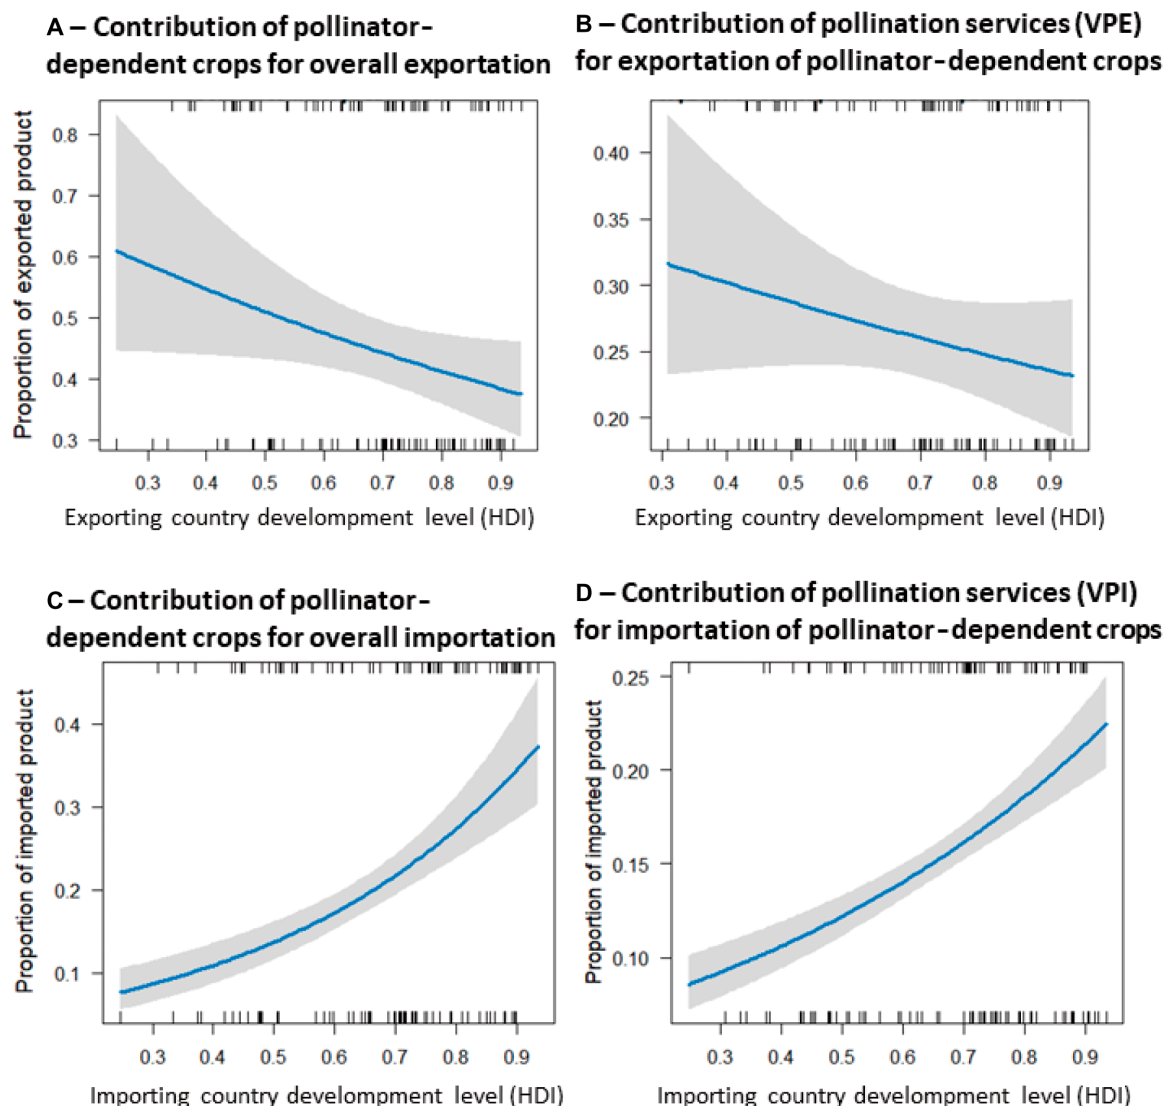 A – Contribution of pollinator-
dependent crops for overall exportation
Proportion of exported product
0.8
0.7
0.6
0.5
0.4
0.3
0.3 0.4 0.5 0.6 0.7 0.8 0.9
Exporting country develompment level (HDI)
B – Contribution of pollination services (VPE)
for exportation of pollinator-dependent crops
0.40
0.35
0.30
0.25
0.20
0.3 0.4 0.5 0.6 0.7 0.8 0.9
Exporting country develompment level (HDI)
C – Contribution of pollinator-
dependent crops for overall importation
Proportion of imported product
0.4
0.3
0.2
0.1
0.3 0.4 0.5 0.6 0.7 0.8 0.9
Importing country develompment level (HDI)
D – Contribution of pollination services (VPI)
for importation of pollinator-dependent crops
Proportion of imported product
0.25
0.20
0.15
0.10
0.3 0.4 0.5 0.6 0.7 0.8 0.9
Importing country develompment level (HDI)